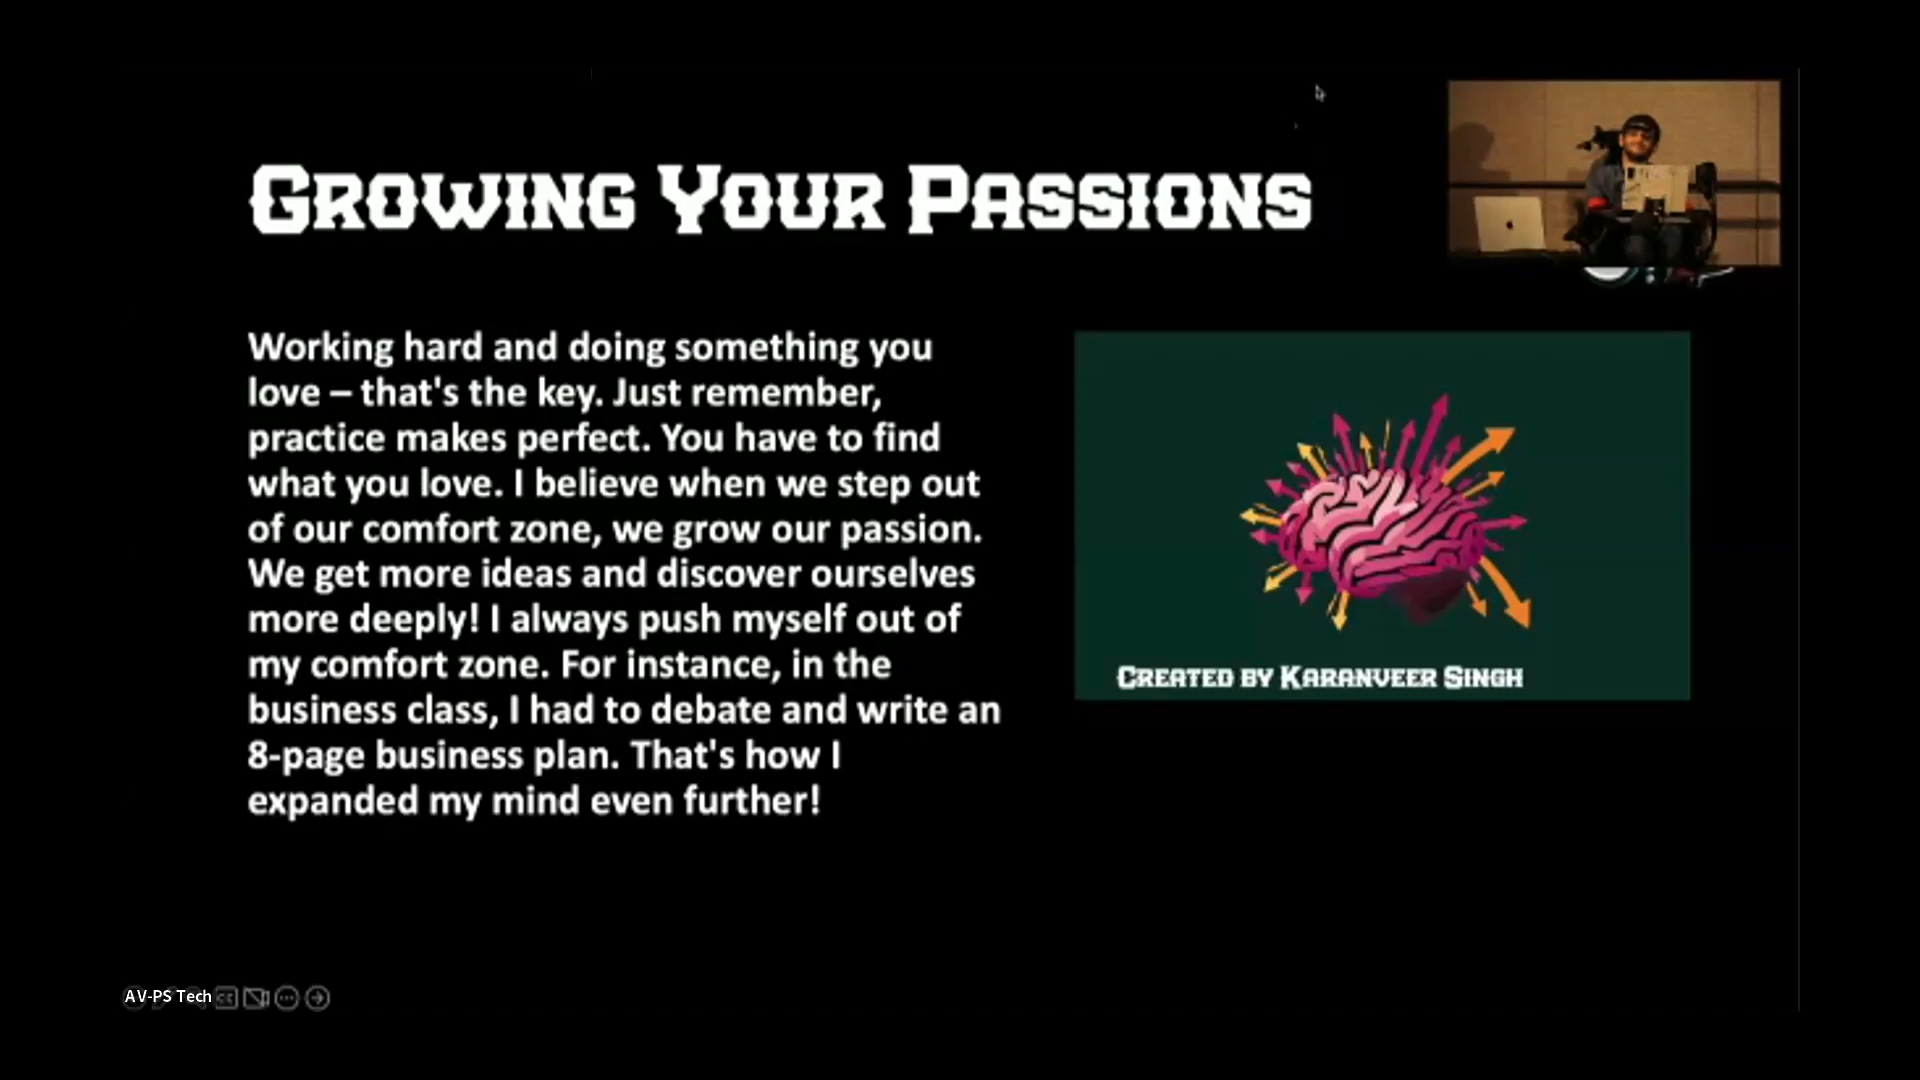 GROWING YOUR PASSIONS
Working hard and doing something you
love – that's the key. Just remember,
practice makes perfect. You have to find
what you love. I believe when we step out
of our comfort zone, we grow our passion.
We get more ideas and discover ourselves
more deeply! I always push myself out of
my comfort zone. For instance, in the
business class, I had to debate and write an
8-page business plan. That's how I
expanded my mind even further!
CREATED BY KARANVEER SINGH
AV-PS Tech